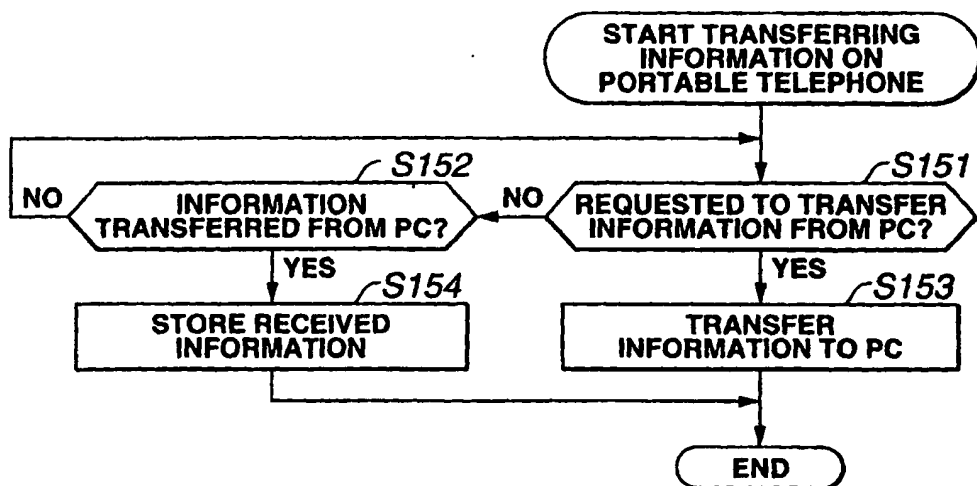 START TRANSFERRING
INFORMATION ON
PORTABLE TELEPHONE
S152
S151
NO
INFORMATION
TRANSFERRED FROM PC?
NO
REQUESTED TO TRANSFER
INFORMATION FROM PC?
YES
YES
S154
S153
STORE RECEIVED
INFORMATION
TRANSFER
INFORMATION TO PC
END